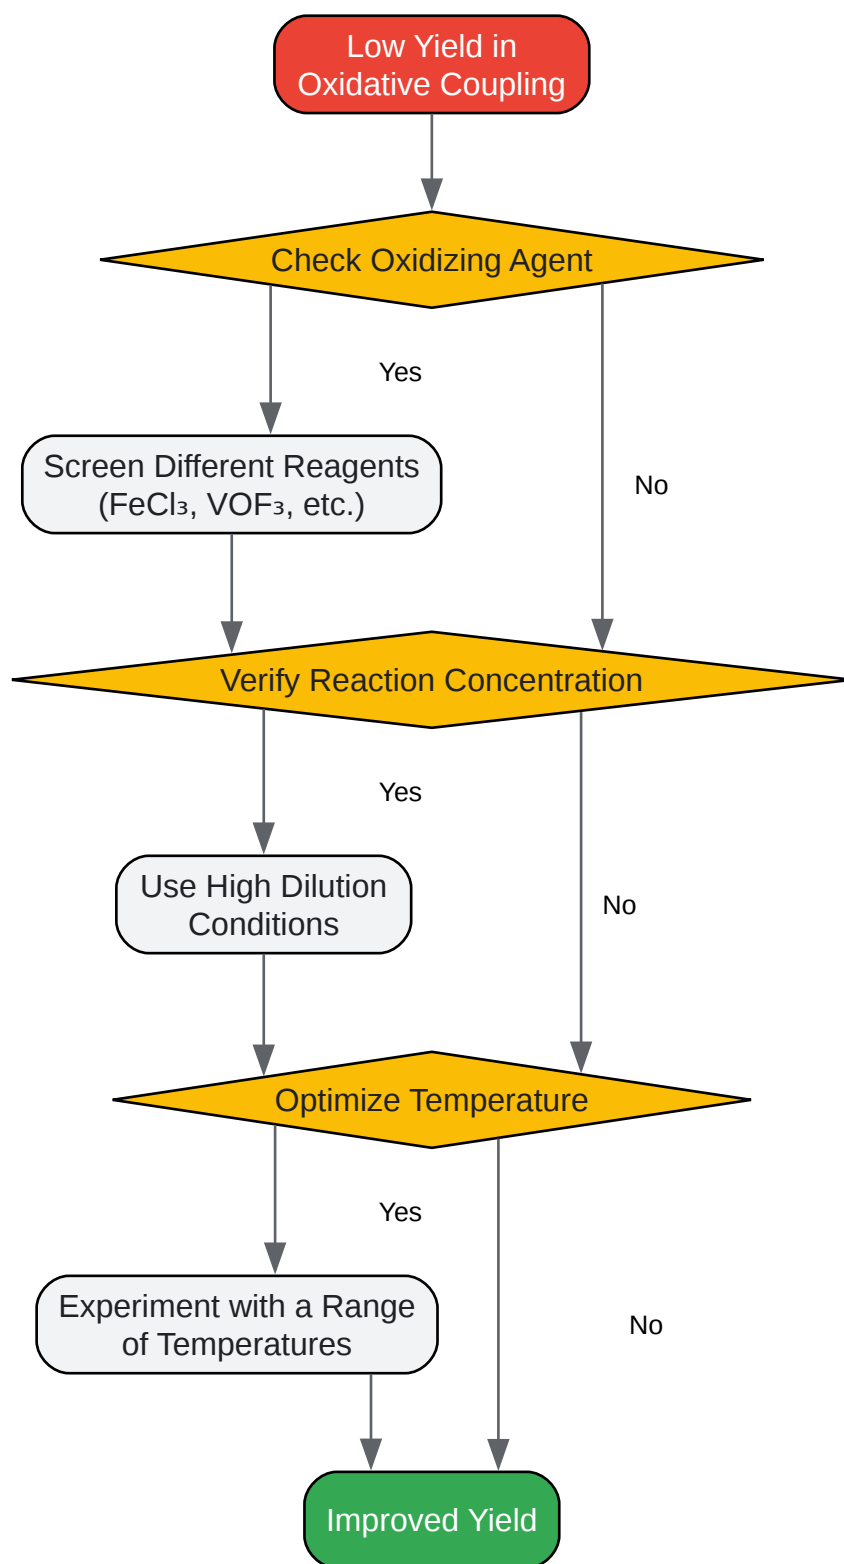 Low Yield in
Oxidative Coupling
Check Oxidizing Agent
Yes
Screen Different Reagents
(FeCl₃, VOF₃, etc.)
No
Verify Reaction Concentration
Yes
Use High Dilution
Conditions
No
Optimize Temperature
Yes
Experiment with a Range
of Temperatures
No
Improved Yield